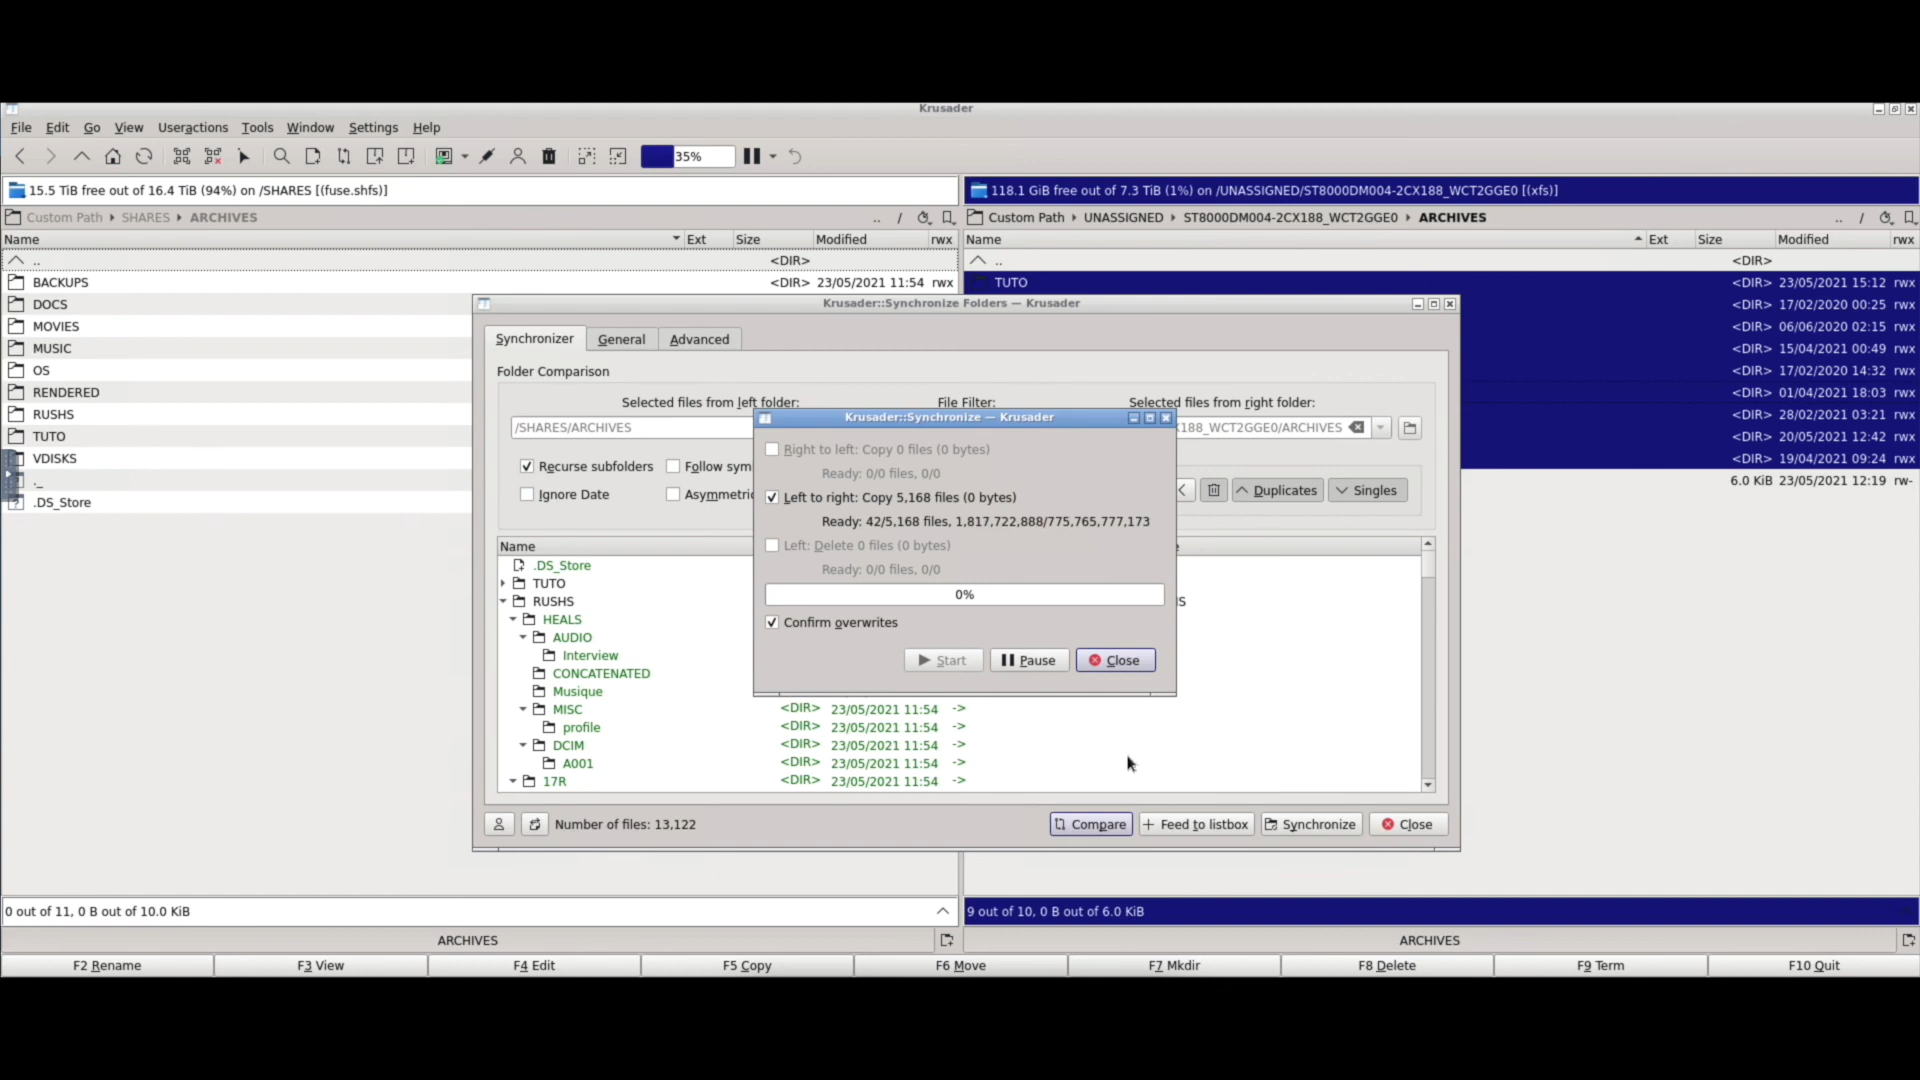 Krusader
File Edit Go View Useractions Tools Window Settings Help
35%
15.5 TiB free out of 16.4 TiB (94%) on /SHARES [(fuse.shfs)]
118.1 GiB free out of 7.3 TiB (1%) on /UNASSIGNED/ST8000DM004-2CX188_WCT2GGE0 [(xfs)]
Custom Path SHARES ARCHIVES .. /
Custom Path UNASSIGNED ST8000DM004-2CX188_WCT2GGE0 ARCHIVES .. /
Name Ext Size Modified rwx
Name Ext Size Modified rwx
.. <DIR>
.. <DIR>
BACKUPS <DIR> 23/05/2021 11:54 rwx
TUTO <DIR> 23/05/2021 15:12 rwx
DOCS
<DIR> 17/02/2020 00:25 rwx
MOVIES
<DIR> 06/06/2020 02:15 rwx
MUSIC
<DIR> 15/04/2021 00:49 rwx
OS
<DIR> 17/02/2020 14:32 rwx
RENDERED
<DIR> 01/04/2021 18:03 rwx
RUSHS
<DIR> 28/02/2021 03:21 rwx
TUTO
<DIR> 20/05/2021 12:42 rwx
VDISKS
<DIR> 19/04/2021 09:24 rwx
._
6.0 KiB 23/05/2021 12:19 rw-
.DS_Store
Krusader::Synchronize Folders — Krusader
Synchronizer General Advanced
Folder Comparison
Selected files from left folder: File Filter: Selected files from right folder:
/SHARES/ARCHIVES
X188_WCT2GGE0/ARCHIVES
Recurse subfolders Follow sym
Ignore Date Asymmetric
< Duplicates Singles
Krusader::Synchronize — Krusader
Right to left: Copy 0 files (0 bytes)
Ready: 0/0 files, 0/0
Left to right: Copy 5,168 files (0 bytes)
Ready: 42/5,168 files, 1,817,722,888/775,765,777,173
Left: Delete 0 files (0 bytes)
Ready: 0/0 files, 0/0
0%
Confirm overwrites
Start Pause Close
Name
.DS_Store
TUTO
RUSHS
HEALS
AUDIO
Interview
CONCATENATED
Musique
MISC <DIR> 23/05/2021 11:54 ->
profile <DIR> 23/05/2021 11:54 ->
DCIM <DIR> 23/05/2021 11:54 ->
A001 <DIR> 23/05/2021 11:54 ->
17R <DIR> 23/05/2021 11:54 ->
Number of files: 13,122
Compare Feed to listbox Synchronize Close
0 out of 11, 0 B out of 10.0 KiB
9 out of 10, 0 B out of 6.0 KiB
ARCHIVES
ARCHIVES
F2 Rename F3 View F4 Edit F5 Copy F6 Move F7 Mkdir F8 Delete F9 Term F10 Quit